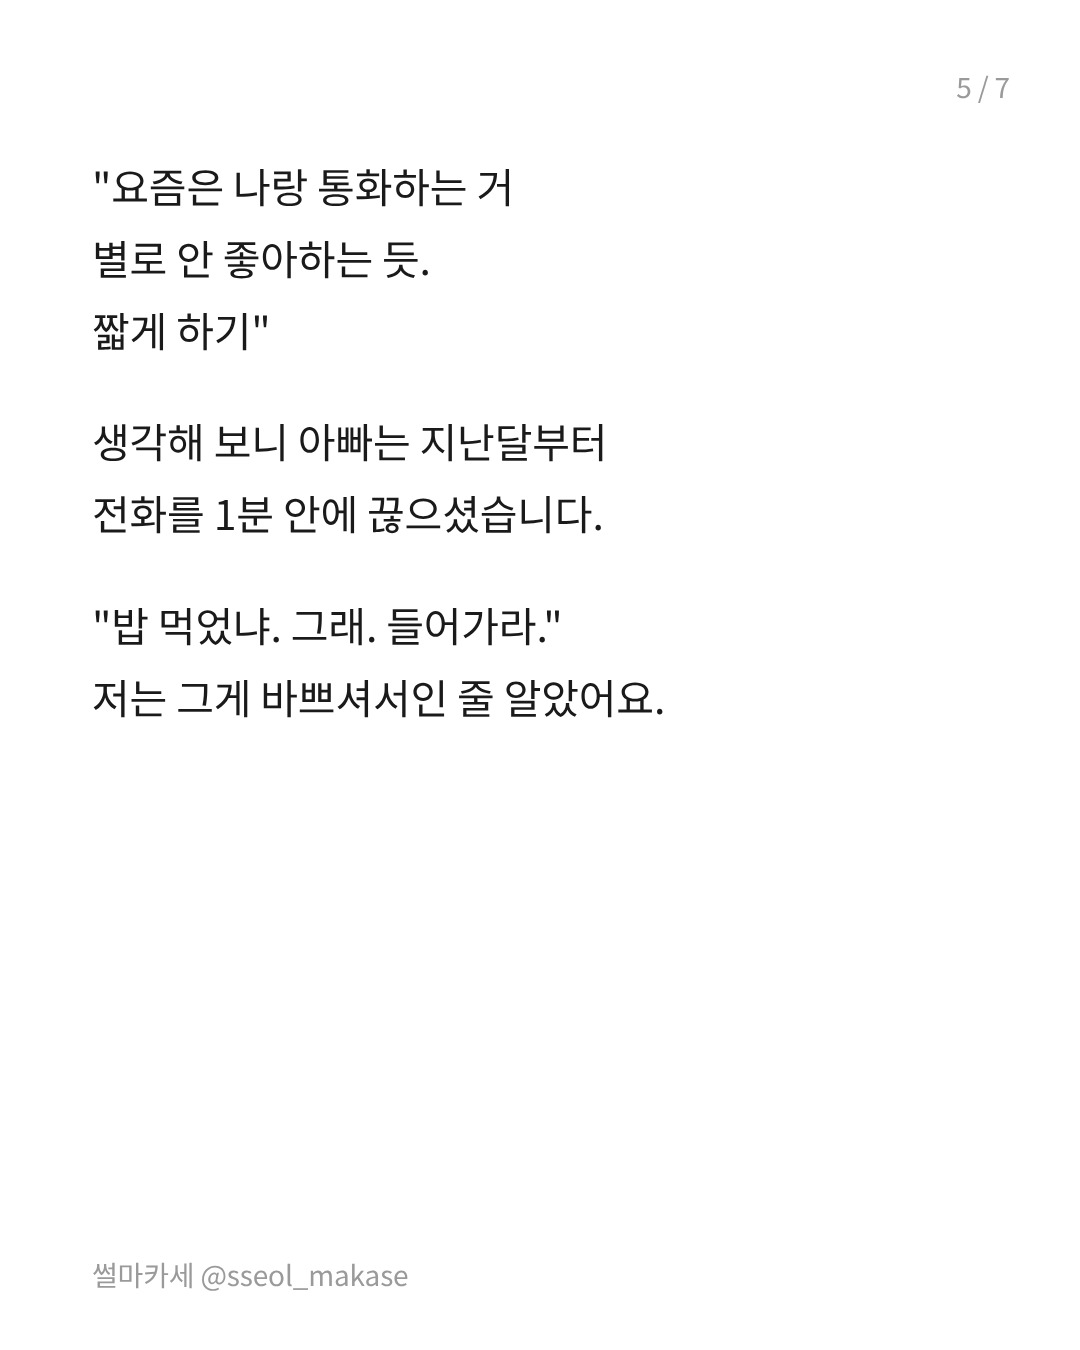 5 / 7
"요즘은 나랑 통화하는 거
별로 안 좋아하는 듯.
짧게 하기"
생각해 보니 아빠는 지난달부터
전화를 1분 안에 끊으셨습니다.
"밥 먹었냐. 그래. 들어가라."
저는 그게 바쁘셔서인 줄 알았어요.
썰마카세 @sseol_makase